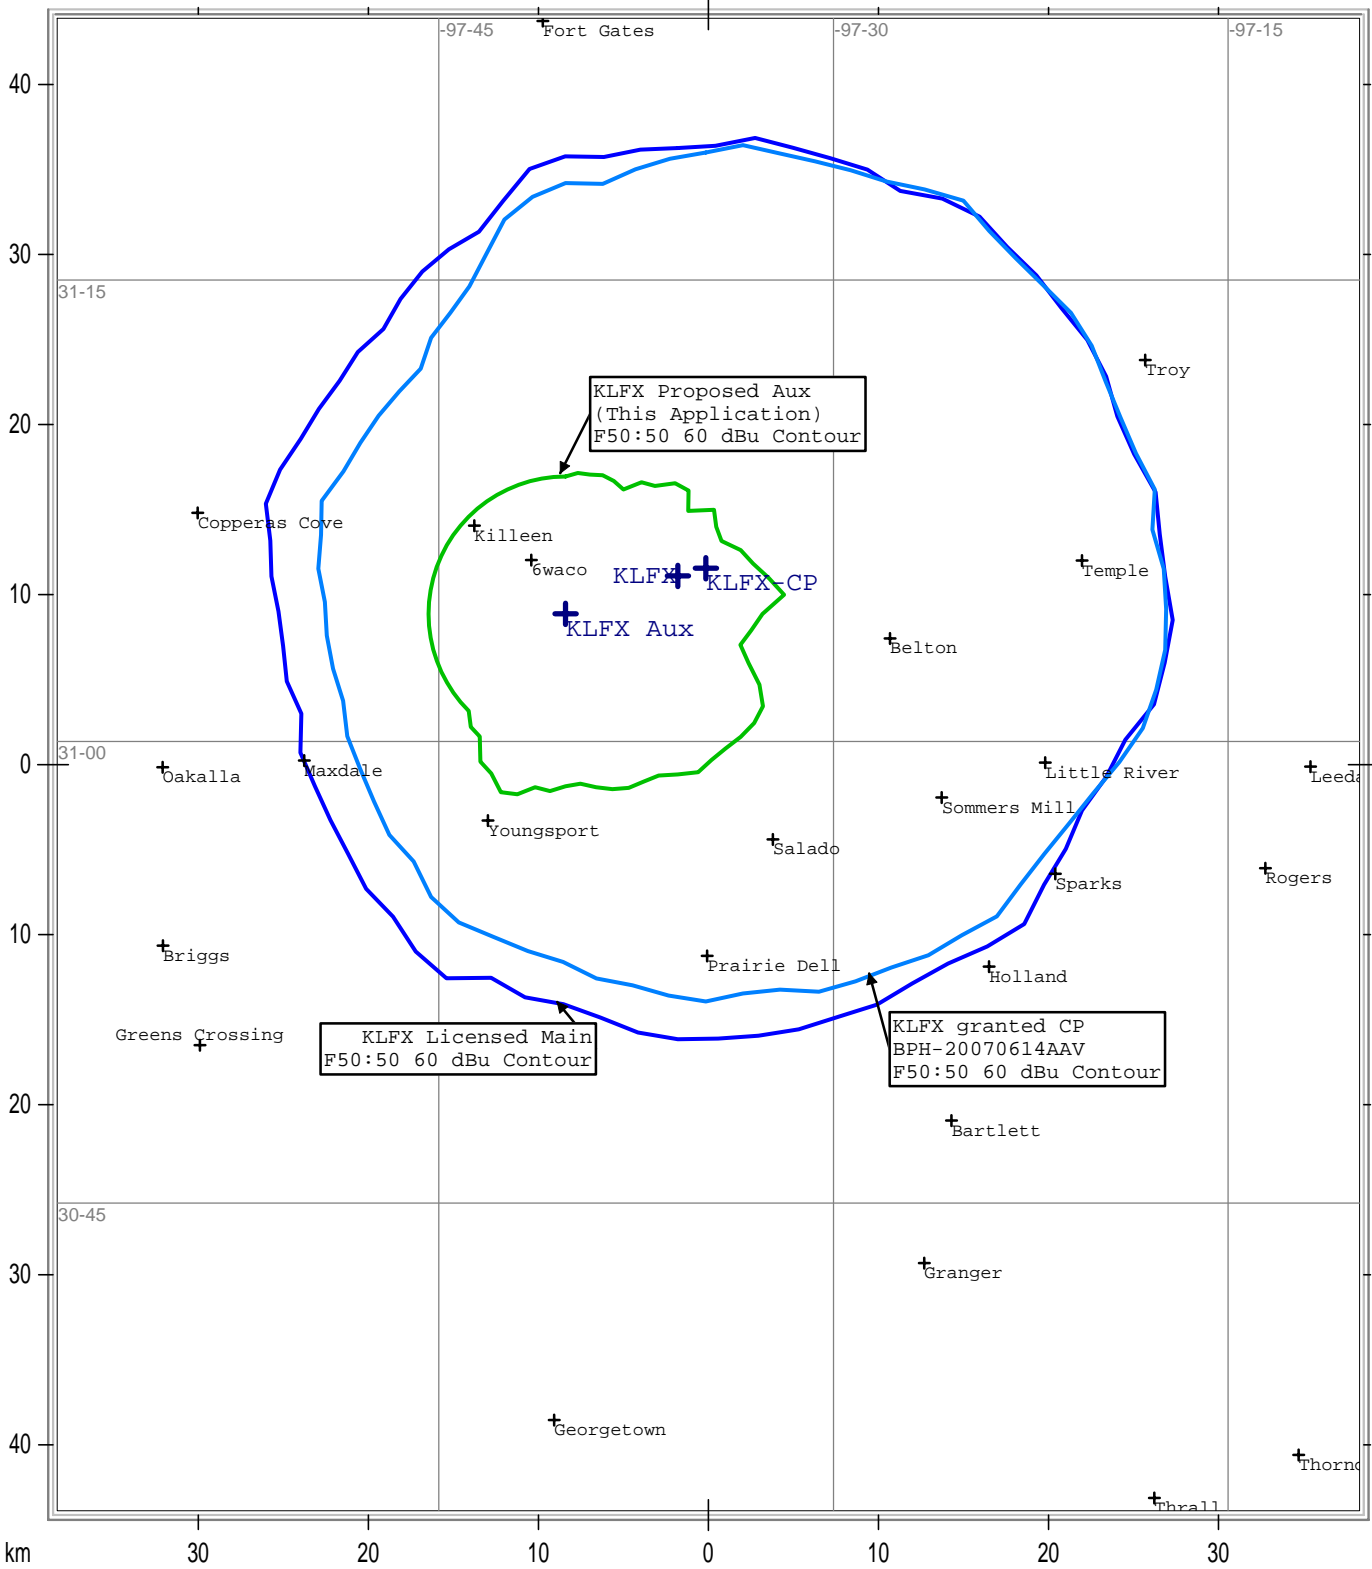 Fort Gates
-97-45
-97-30
-97-15
40
30
31-15
Troy
20
KLFX Proposed Aux
(This Application)
F50:50 60 dBu Contour
Copperas Cove
Killeen
6waco
KLFX
KLFX-CP
Temple
10
KLFX Aux
Belton
31-00
0
Oakalla
Maxdale
Little River
Leeda
Sommers Mill
Youngsport
Salado
Sparks
Rogers
10
Briggs
Prairie Dell
Holland
Greens Crossing
KLFX Licensed Main
F50:50 60 dBu Contour
KLFX granted CP
BPH-20070614AAV
F50:50 60 dBu Contour
20
Bartlett
30-45
30
Granger
Georgetown
40
Thornd
Thrall
km
30
20
10
0
10
20
30